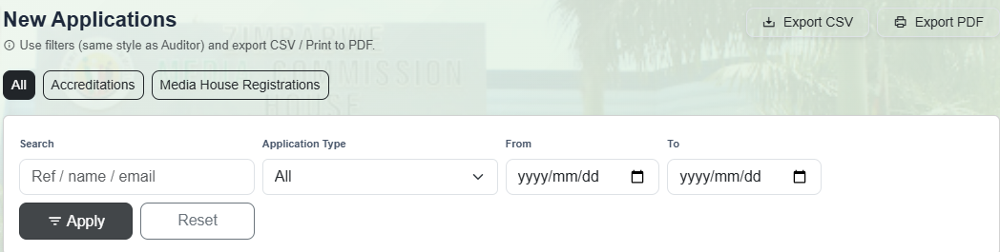 New Applications
Export CSV
Export PDF
Use filters (same style as Auditor) and export CSV / Print to PDF.
ZIMBABWE
MEDIA COMMISSION
HOUSE
All
Accreditations
Media House Registrations
Search
Application Type
From
To
Ref / name / email
All
yyyy/mm/dd
yyyy/mm/dd
Apply
Reset